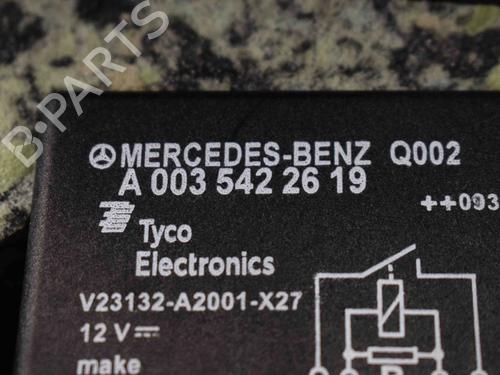 B-PARTS
MERCEDES-BENZ Q002
A 003 542 26 19
++093
Tyco
Electronics
V23132-A2001-X27
12 V⎓
make
R